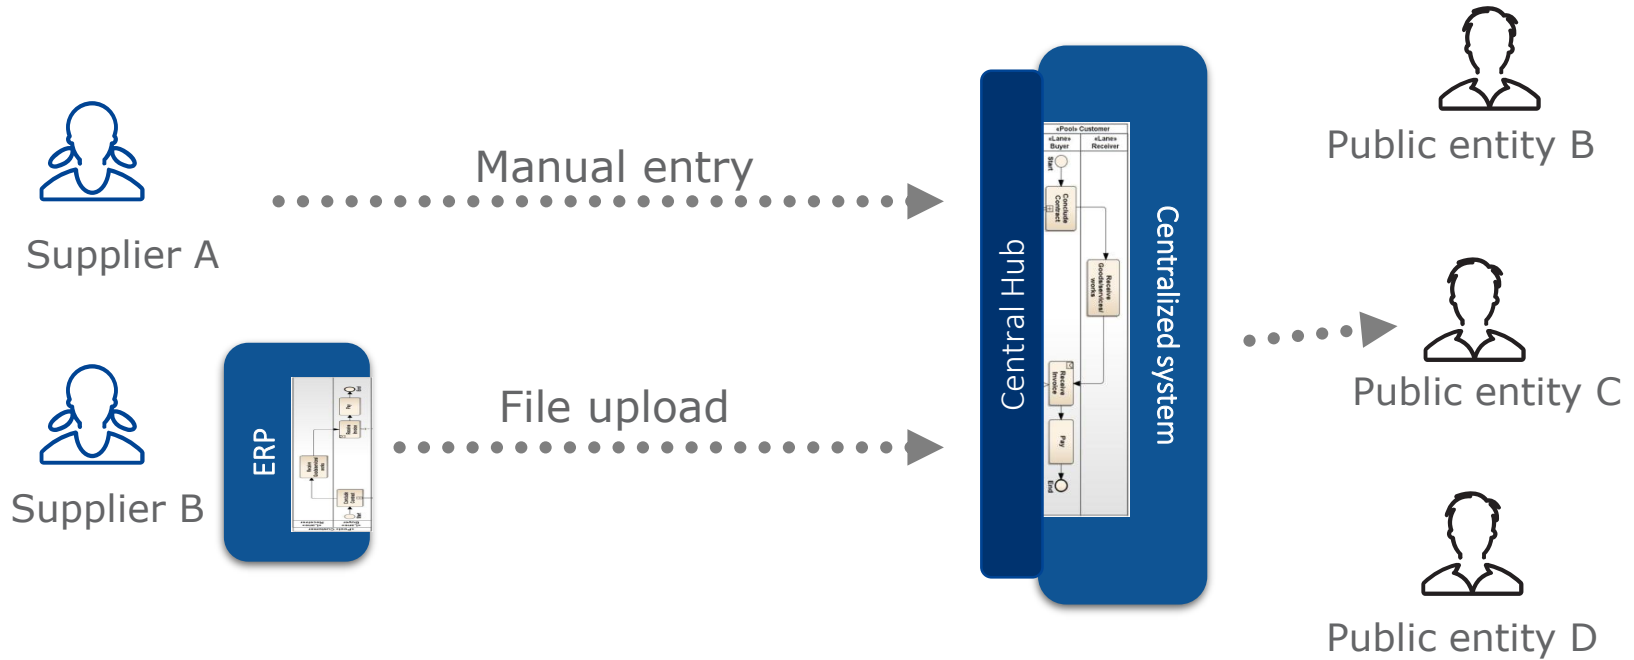 Supplier A
Manual entry
Supplier B
ERP
File upload
Central Hub
«Pool» Customer
«Lane»
Buyer
«Lane»
Receiver
Start
Conclude
Contract
Receive
Goods/services/
works
Receive
Invoice
Pay
End
Centralized system
Public entity B
Public entity C
Public entity D